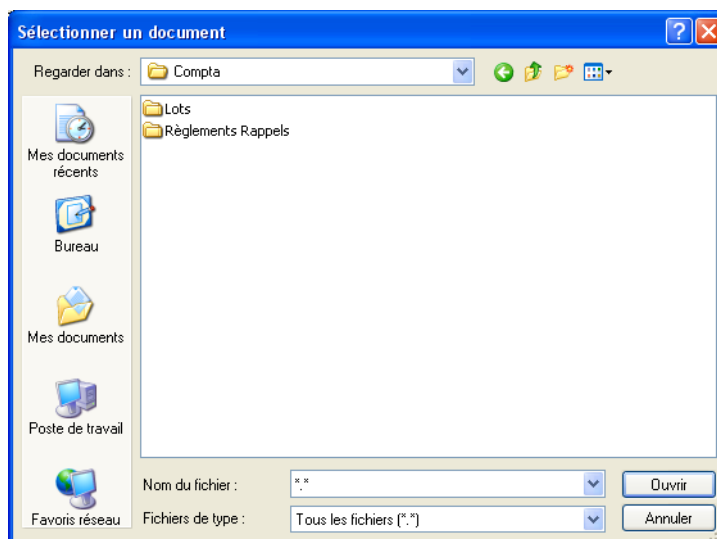 Sélectionner un document
Regarder dans :
Compta
Lots
Règlements Rappels
Mes documents
récents
Bureau
Mes documents
Poste de travail
Favoris réseau
Nom du fichier :
*.*
Ouvrir
Fichiers de type :
Tous les fichiers (*.*)
Annuler